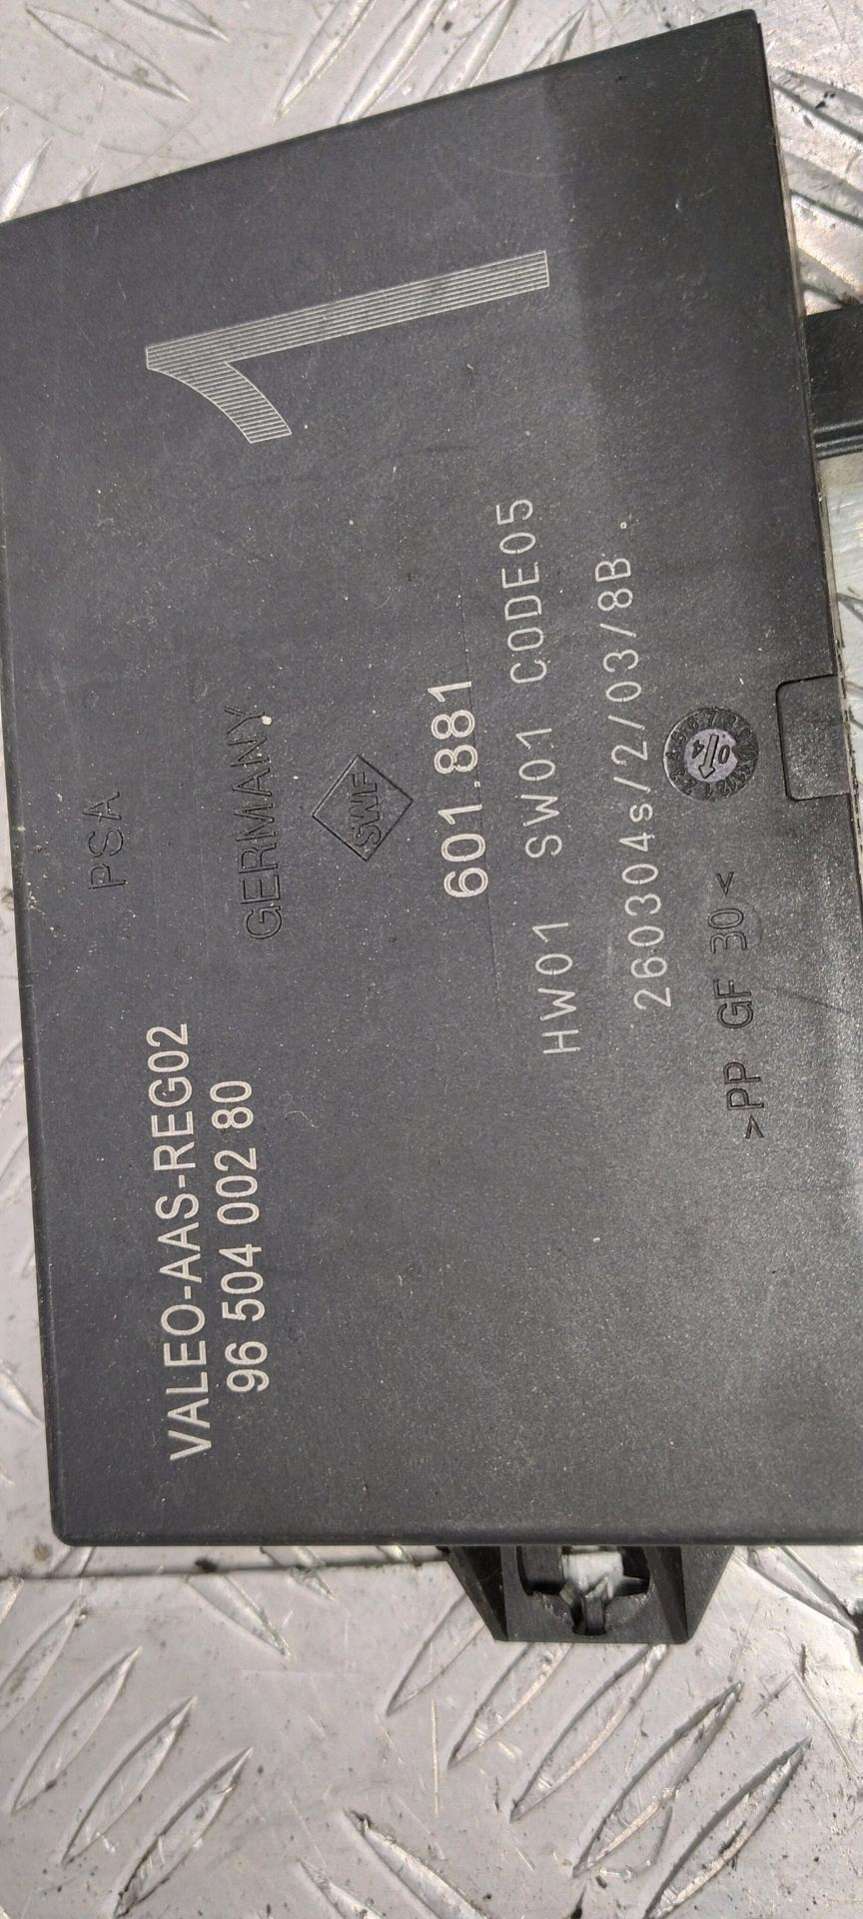 PSA
1
GERMANY
SWF
VALEO-AAS-REG02
96 504 002 80
601.881
HW01 SW01 CODE05
260304s/2/03/8B.
>PP GF 30<
04